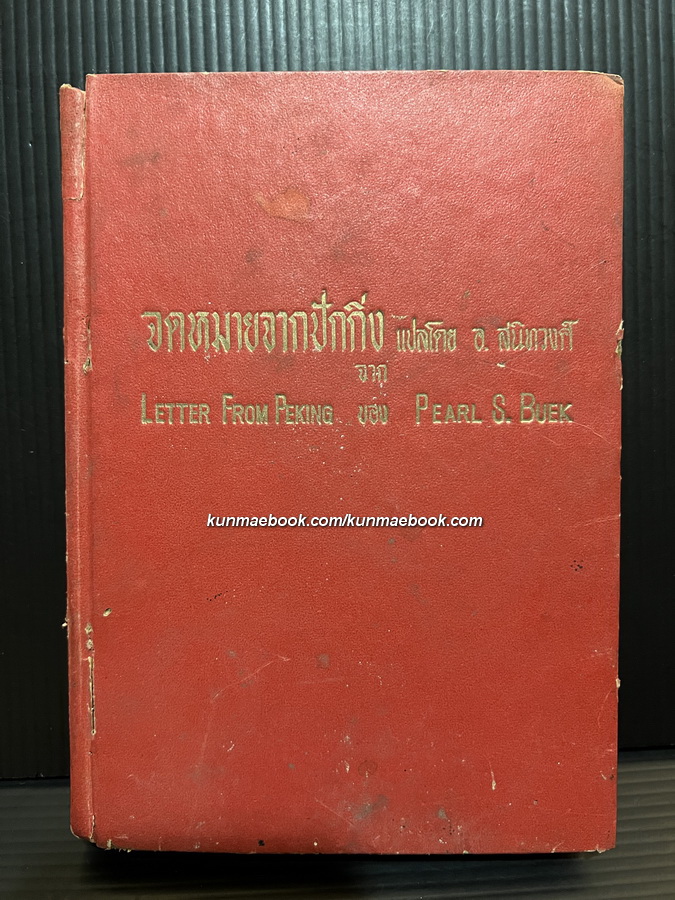 จดหมายจากปักกิ่ง แปลโดย อ. สนิทวงศ์
จาก
LETTER FROM PEKING ของ PEARL S. BUEK
kunmaebook.com/kunmaebook.com